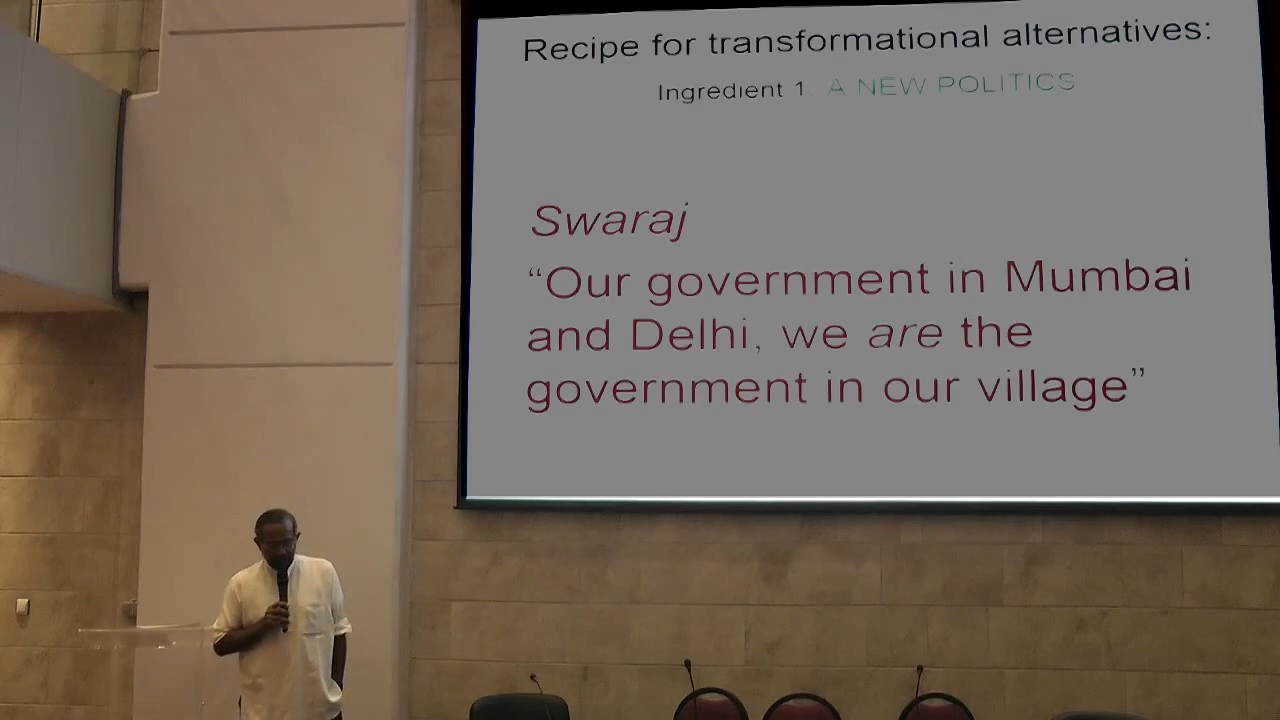 Recipe for transformational alternatives:
Ingredient 1 A NEW POLITICS
Swaraj
“Our government in Mumbai
and Delhi, we are the
government in our village”